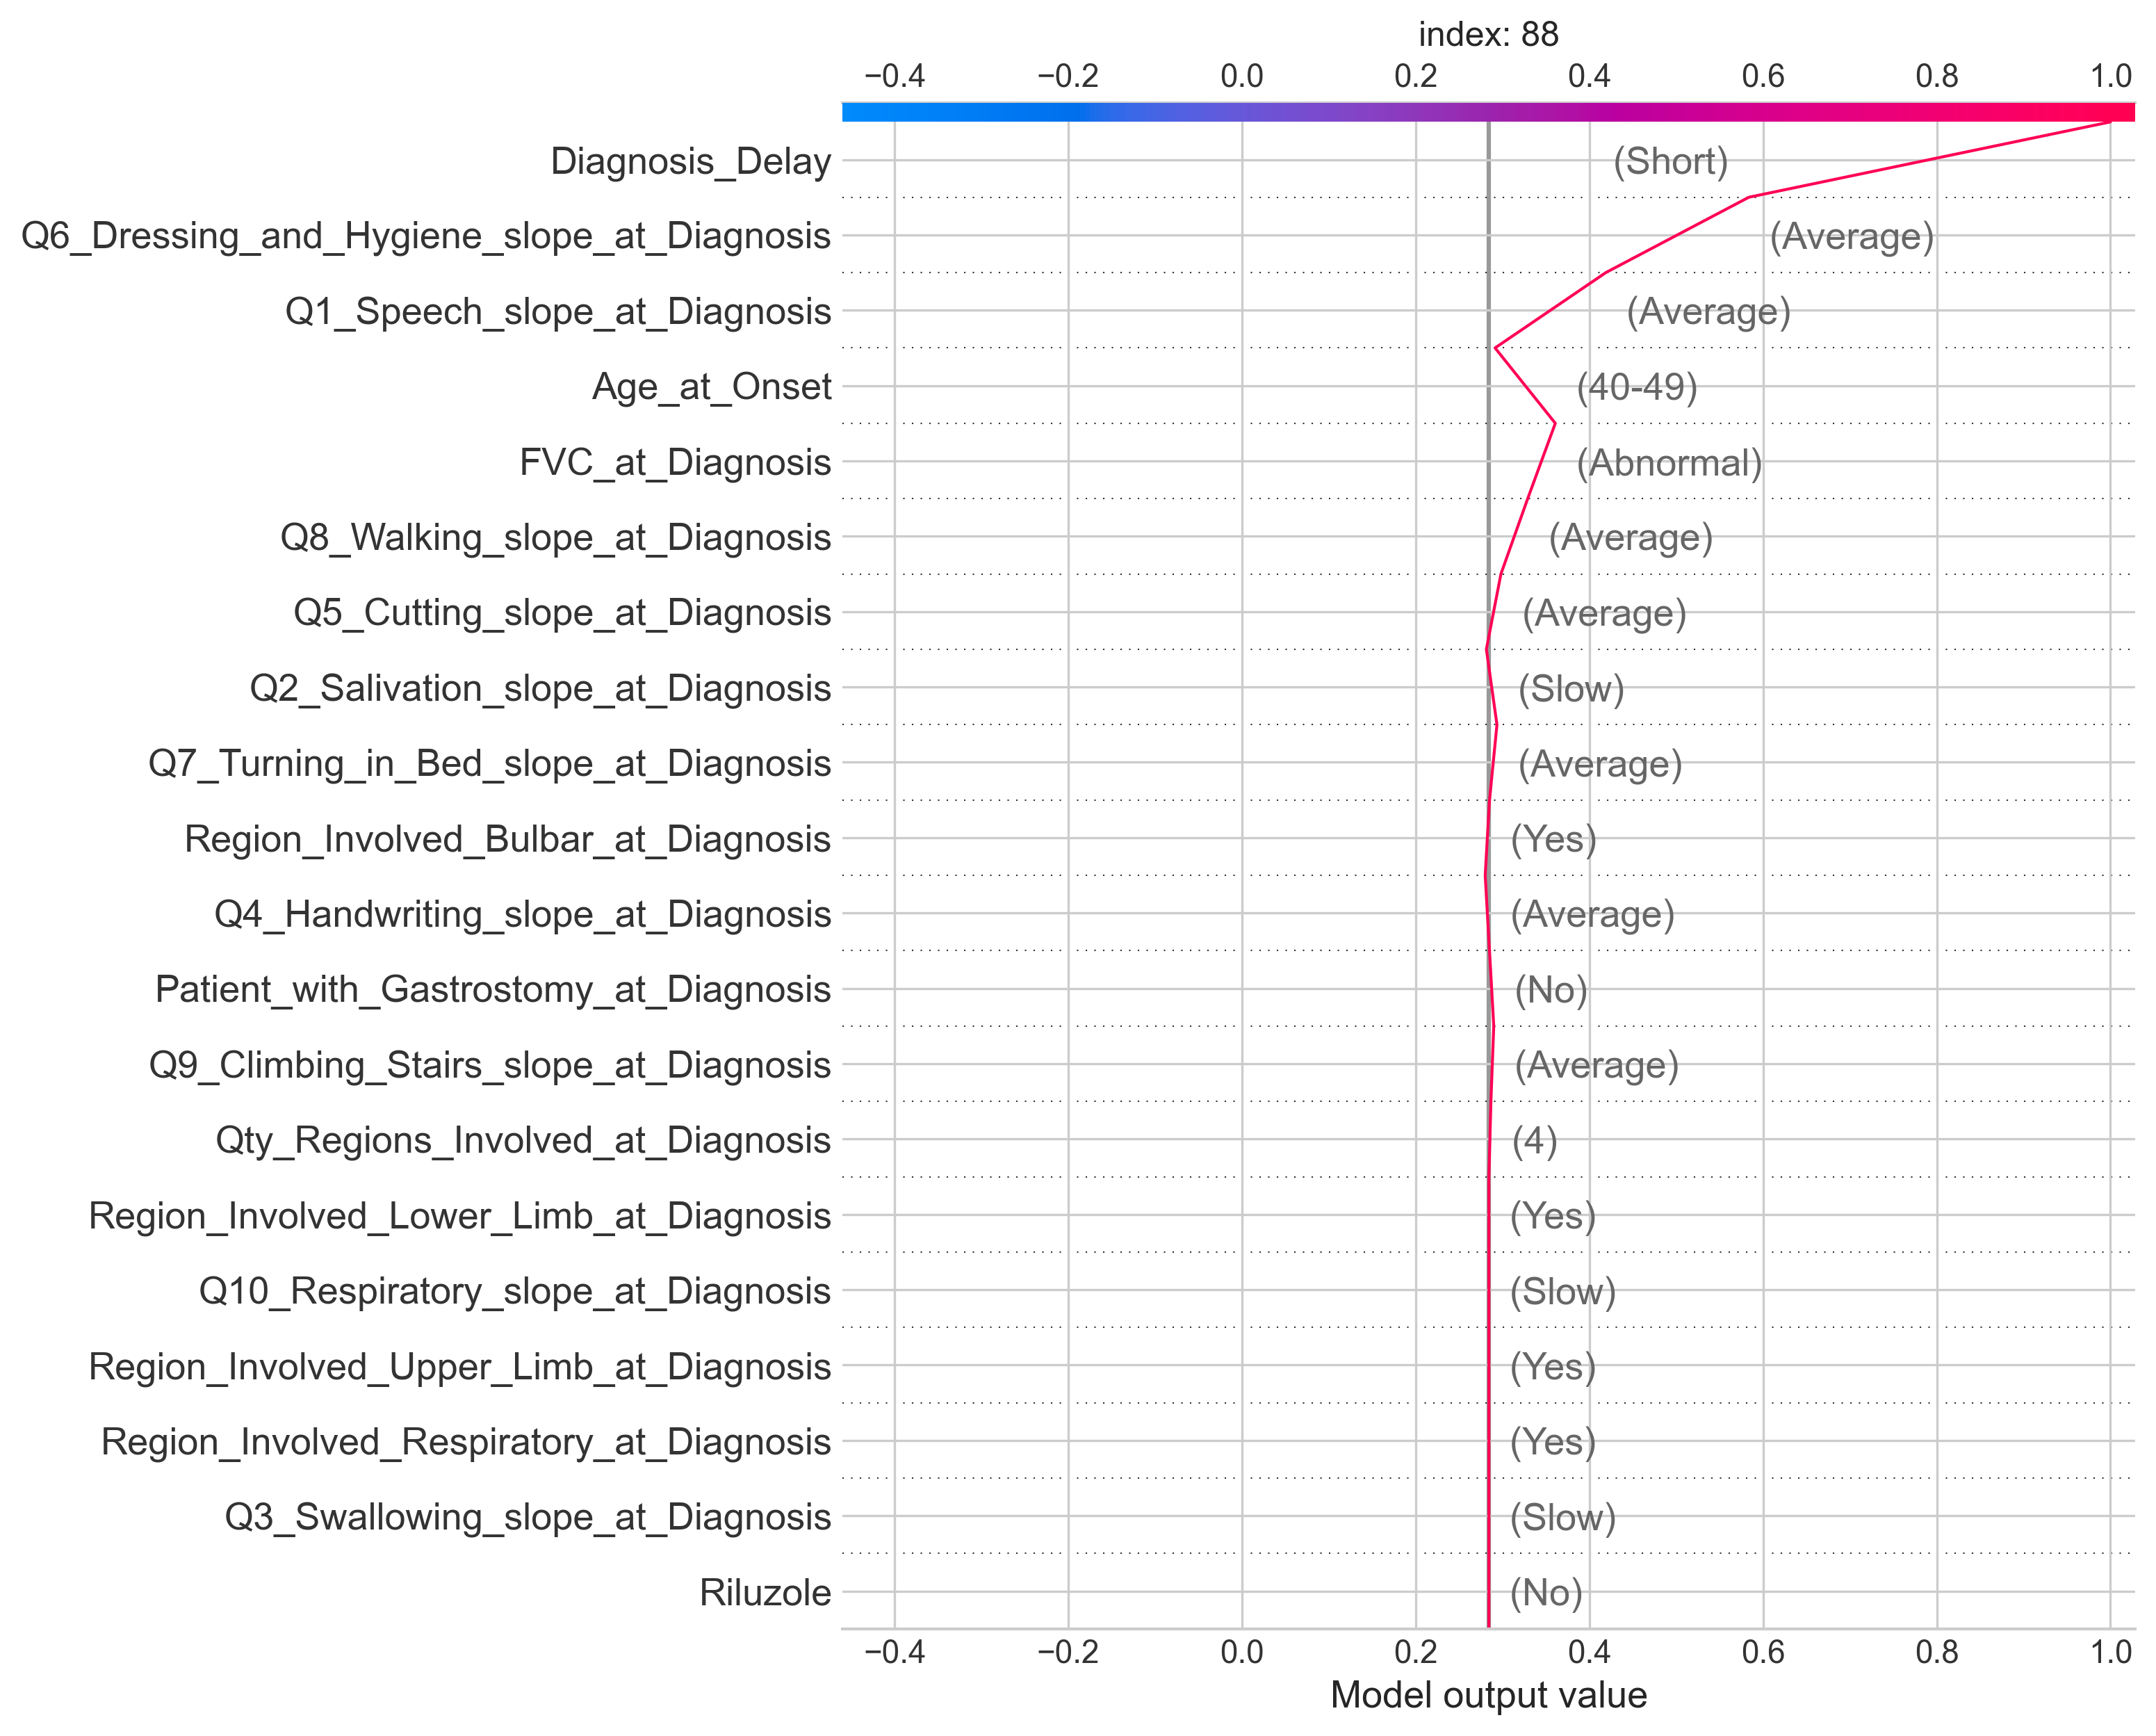 index: 88
−0.4 −0.2 0.0 0.2 0.4 0.6 0.8 1.0
Diagnosis_Delay (Short)
Q6_Dressing_and_Hygiene_slope_at_Diagnosis (Average)
Q1_Speech_slope_at_Diagnosis (Average)
Age_at_Onset (40-49)
FVC_at_Diagnosis (Abnormal)
Q8_Walking_slope_at_Diagnosis (Average)
Q5_Cutting_slope_at_Diagnosis (Average)
Q2_Salivation_slope_at_Diagnosis (Slow)
Q7_Turning_in_Bed_slope_at_Diagnosis (Average)
Region_Involved_Bulbar_at_Diagnosis (Yes)
Q4_Handwriting_slope_at_Diagnosis (Average)
Patient_with_Gastrostomy_at_Diagnosis (No)
Q9_Climbing_Stairs_slope_at_Diagnosis (Average)
Qty_Regions_Involved_at_Diagnosis (4)
Region_Involved_Lower_Limb_at_Diagnosis (Yes)
Q10_Respiratory_slope_at_Diagnosis (Slow)
Region_Involved_Upper_Limb_at_Diagnosis (Yes)
Region_Involved_Respiratory_at_Diagnosis (Yes)
Q3_Swallowing_slope_at_Diagnosis (Slow)
Riluzole (No)
−0.4 −0.2 0.0 0.2 0.4 0.6 0.8 1.0
Model output value